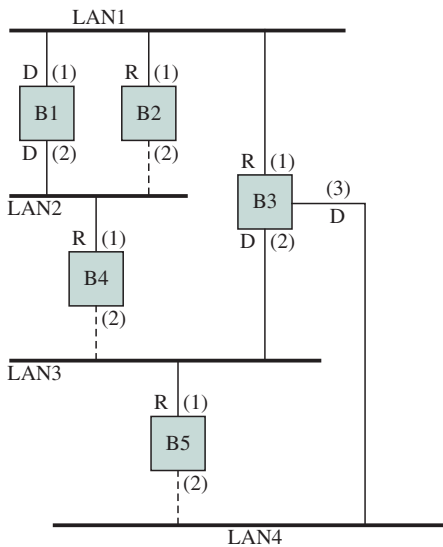 LAN1
D (1) R (1)
B1 B2
D (2) (2) R (1) (3)
B3 D
LAN2 D (2)
R (1)
B4
(2)
LAN3
R (1)
B5
(2)
LAN4